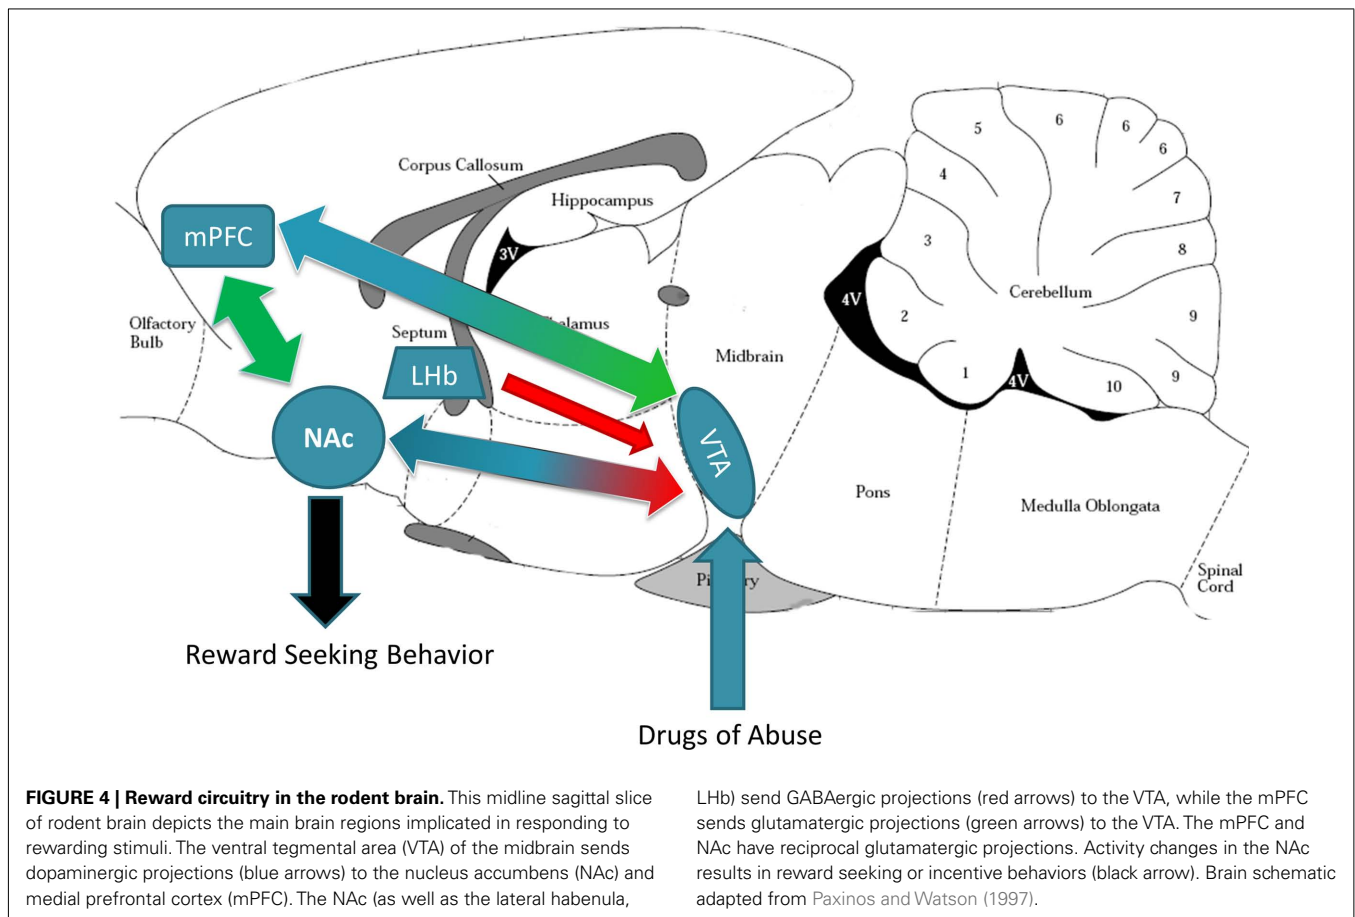 Corpus Callosum
Hippocampus
mPFC
3V
5
6
6
6
4
7
3
8
Cerebellum
4V
2
9
Olfactory
Bulb
Septum
Midbrain
LHb
1
4V
10
9
NAc
VTA
Pons
Medulla Oblongata
Spinal
Cord
Reward Seeking Behavior
Drugs of Abuse
FIGURE 4 | Reward circuitry in the rodent brain. This midline sagittal slice
of rodent brain depicts the main brain regions implicated in responding to
rewarding stimuli. The ventral tegmental area (VTA) of the midbrain sends
dopaminergic projections (blue arrows) to the nucleus accumbens (NAc) and
medial prefrontal cortex (mPFC). The NAc (as well as the lateral habenula,
LHb) send GABAergic projections (red arrows) to the VTA, while the mPFC
sends glutamatergic projections (green arrows) to the VTA. The mPFC and
NAc have reciprocal glutamatergic projections. Activity changes in the NAc
results in reward seeking or incentive behaviors (black arrow). Brain schematic
adapted from Paxinos and Watson (1997).